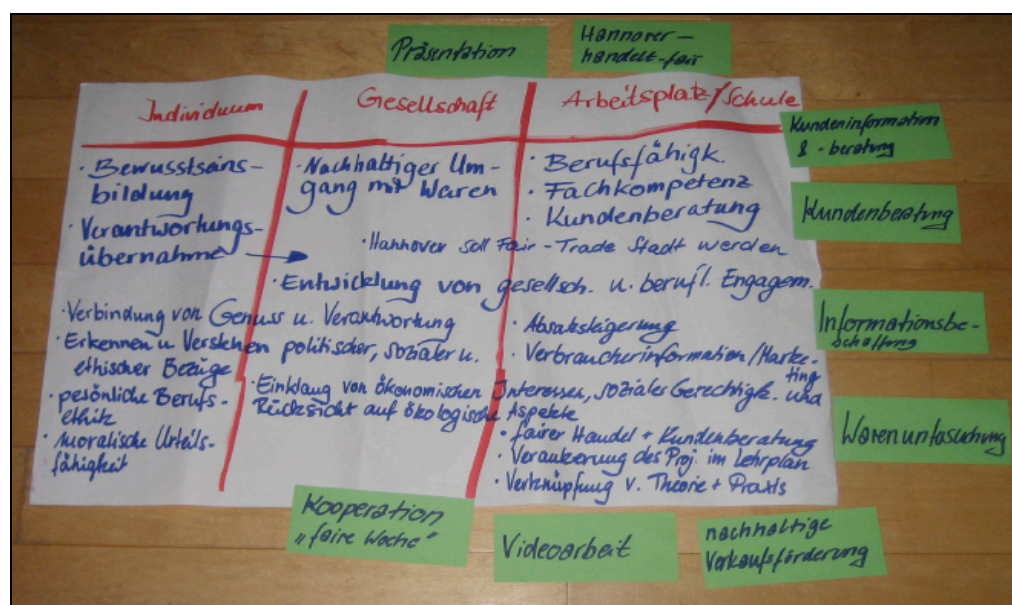 Präsentation
Hannover –
handelt-fair
Individuum
Gesellschaft
Arbeitsplatz/Schule
Kundeninformation
& - beratung
· Bewusstseins-
bildung
· Verantwortungs-
übernahme
· Nachhaltiger Um-
gang mit Waren
· Berufsfähigk.
· Fachkompetenz
· Kundenberatung
Kundenberatung
· Hannover soll Fair-Trade Stadt werden
· Entwicklung von gesellsch. u. berufl. Engagem.
· Verbindung von Genuss u. Verantwortung
· Erkennen u. Verstehen politischer, sozialer u.
ethischer Bezüge
· pesönliche Berufs-
ethik
· moralische Urteils-
fähigkeit
· Absatzsteigerung
· Verbraucherinformation/Marke-
ting
Informationsbe-
schaffung
· Einklang von ökonomischen Interessen, sozialer Gerechtigk. und
Rücksicht auf ökologische Aspekte
· fairer Handel + Kundenberatung
· Verankerung des Proj. im Lehrplan
· Verknüpfung v. Theorie + Praxis
Warenuntersuchung
Kooperation
„faire Woche"
Videoarbeit
nachhaltige
Verkaufsförderung